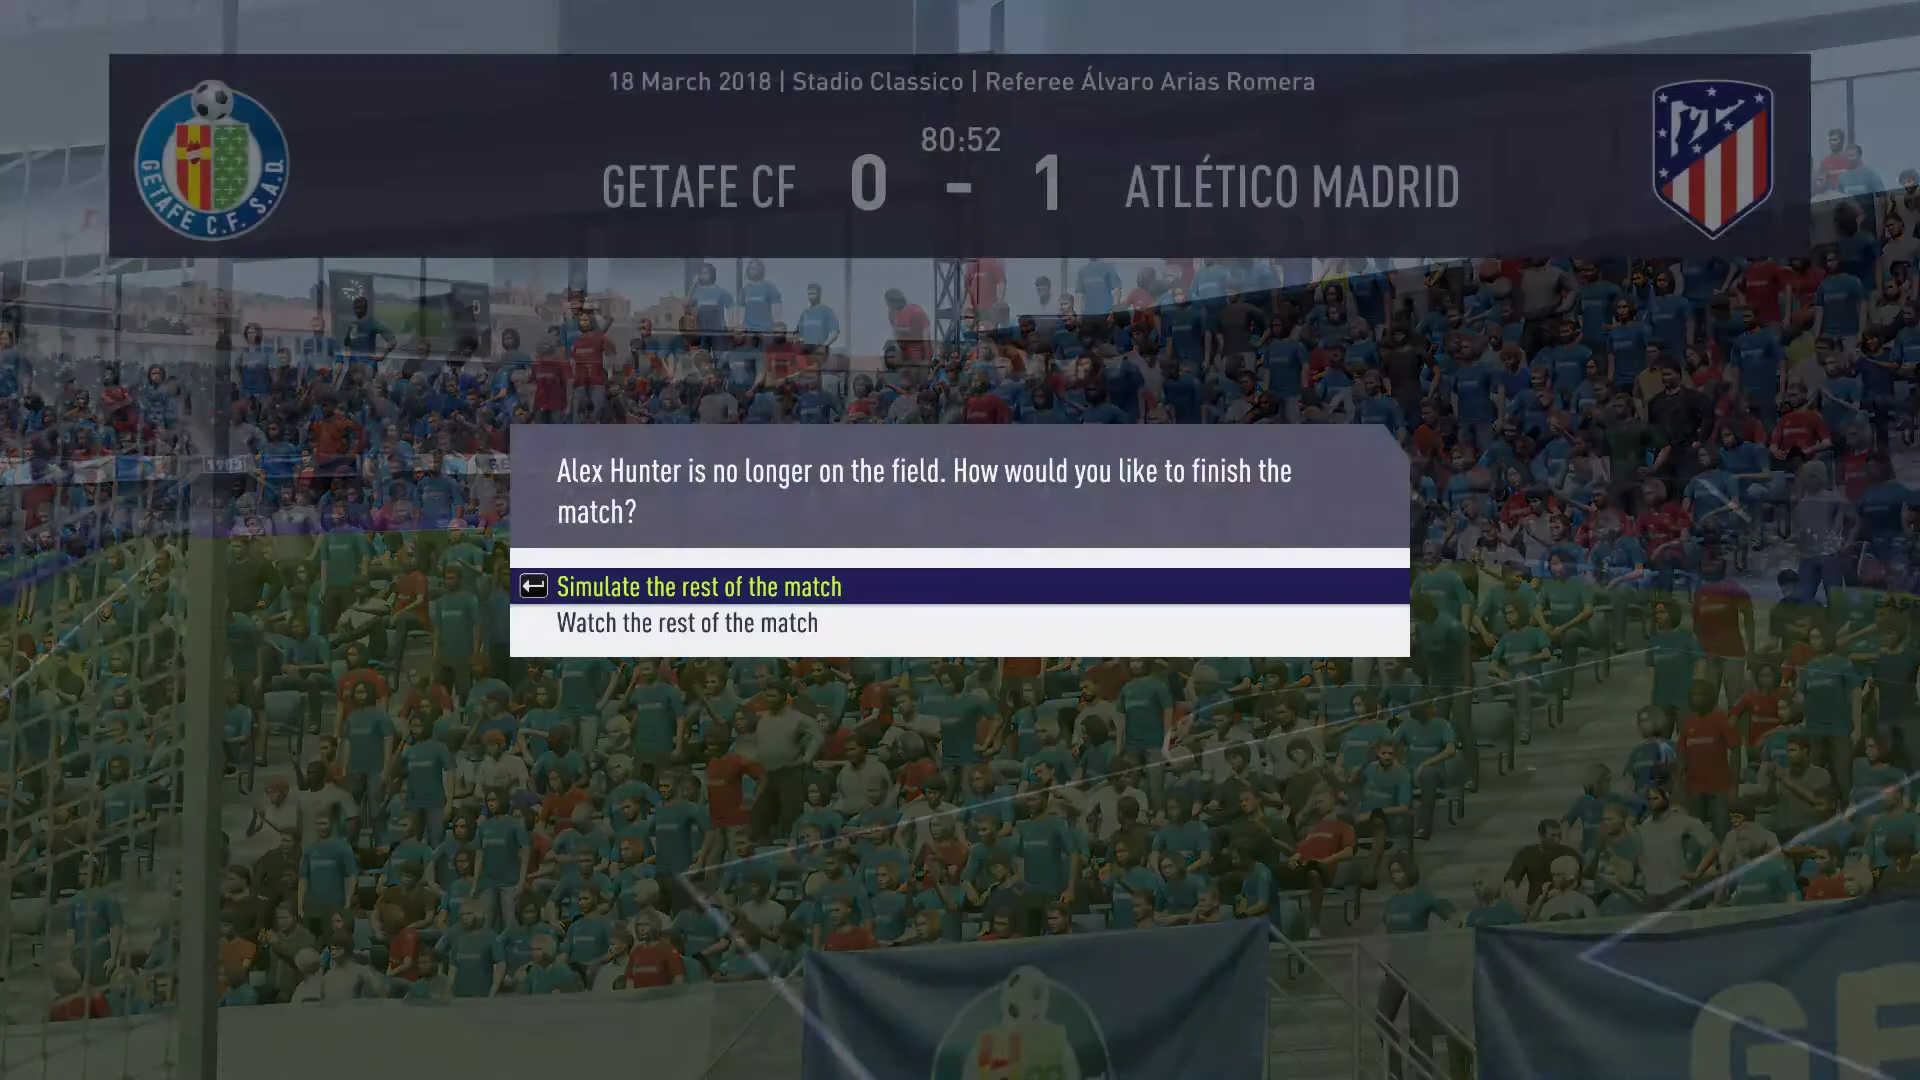 18 March 2018 | Stadio Classico | Referee Álvaro Arias Romera
80:52
GETAFE CF 0 - 1 ATLÉTICO MADRID
GETAFE C.F. S.A.D.
Alex Hunter is no longer on the field. How would you like to finish the
match?
Simulate the rest of the match
Watch the rest of the match
GE